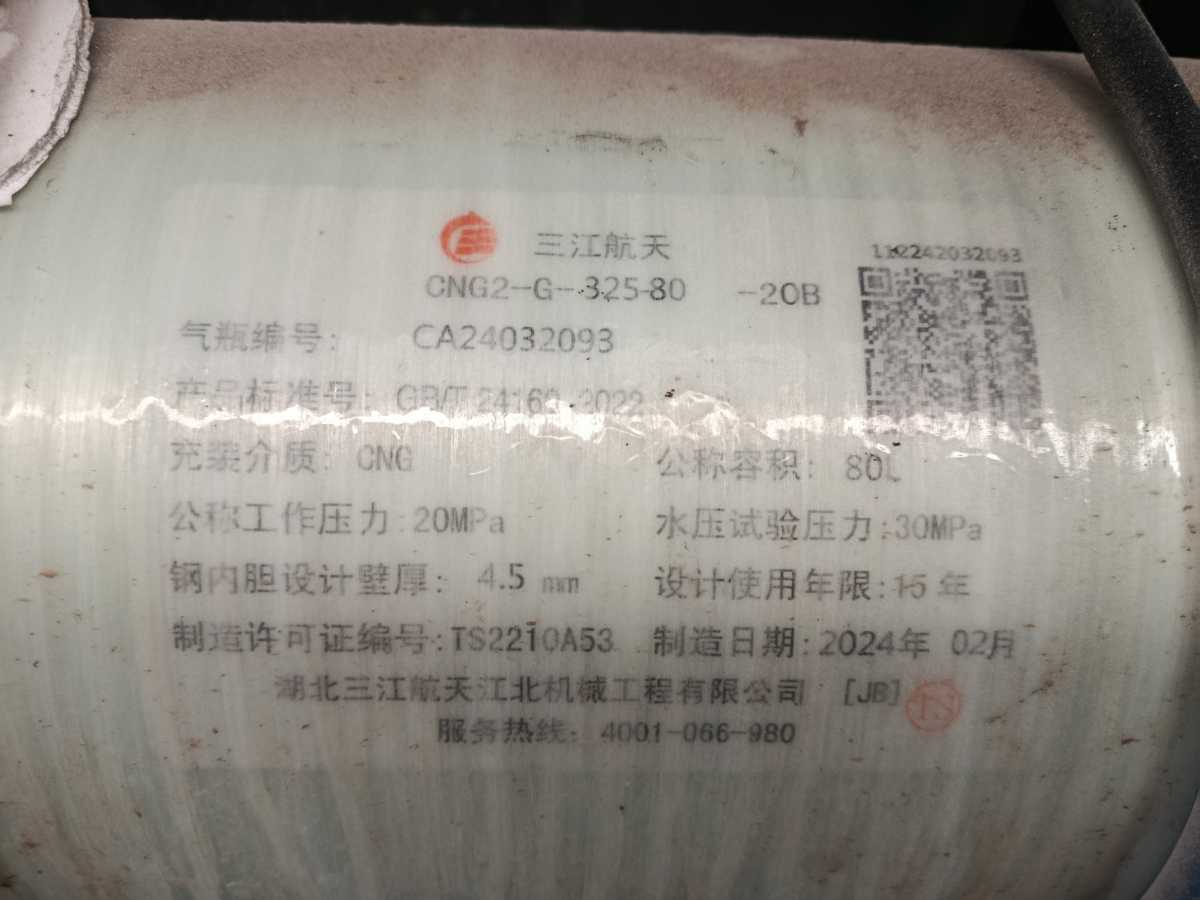 三江航天
112242032093
CNG2-G-325-80 -20B
气瓶编号: CA24032093
产品标准号: GB/T 24160-2022
充装介质: CNG 公称容积: 80L
公称工作压力:20MPa 水压试验压力:30MPa
钢内胆设计壁厚: 4.5 mm 设计使用年限:15年
制造许可证编号:TS2210A53 制造日期:2024年 02月
湖北三江航天江北机械工程有限公司 [JB] TS
服务热线: 4001-066-980